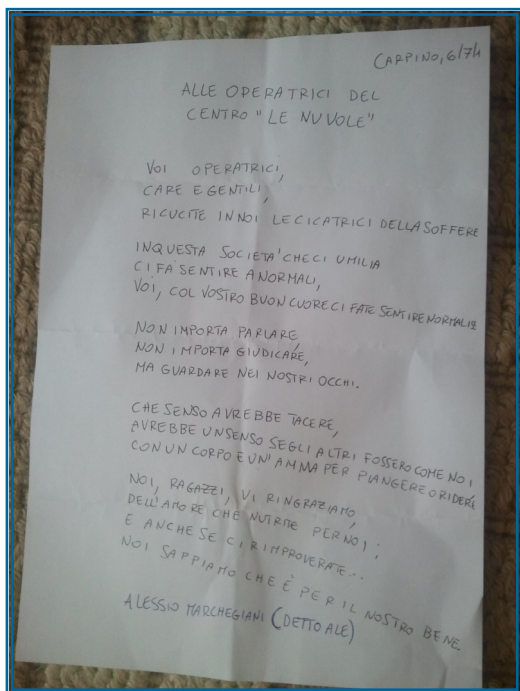 CARPINO, 6/7/4
ALLE OPERATRICI DEL
CENTRO "LE NUVOLE"
VOI OPERATRICI,
CARE E GENTILI,
RICUCITE IN NOI LE CICATRICI DELLA SOFFERE
IN QUESTA SOCIETA' CHE CI UMILIA
CI FÀ SENTIRE ANORMALI,
VOI, COL VOSTRO BUON CUORE CI FATE SENTIRE NORMALI!!
NON IMPORTA PARLARE,
NON IMPORTA GIUDICARE,
MA GUARDARE NEI NOSTRI OCCHI.
CHE SENSO AVREBBE TACERE,
AVREBBE UN SENSO SE GLI ALTRI FOSSERO COME NOI
CON UN CORPO E UN' AMMA PER PIANGERE O RIDERE
NOI, RAGAZZI, VI RINGRAZIAMO,
DELL'AMORE CHE NUTRITE PER NOI;
E ANCHE SE CI RIMPROVERATE...
NOI SAPPIAMO CHE È PER IL NOSTRO BENE.
ALESSIO MARCHEGIANI (DETTO ALE)